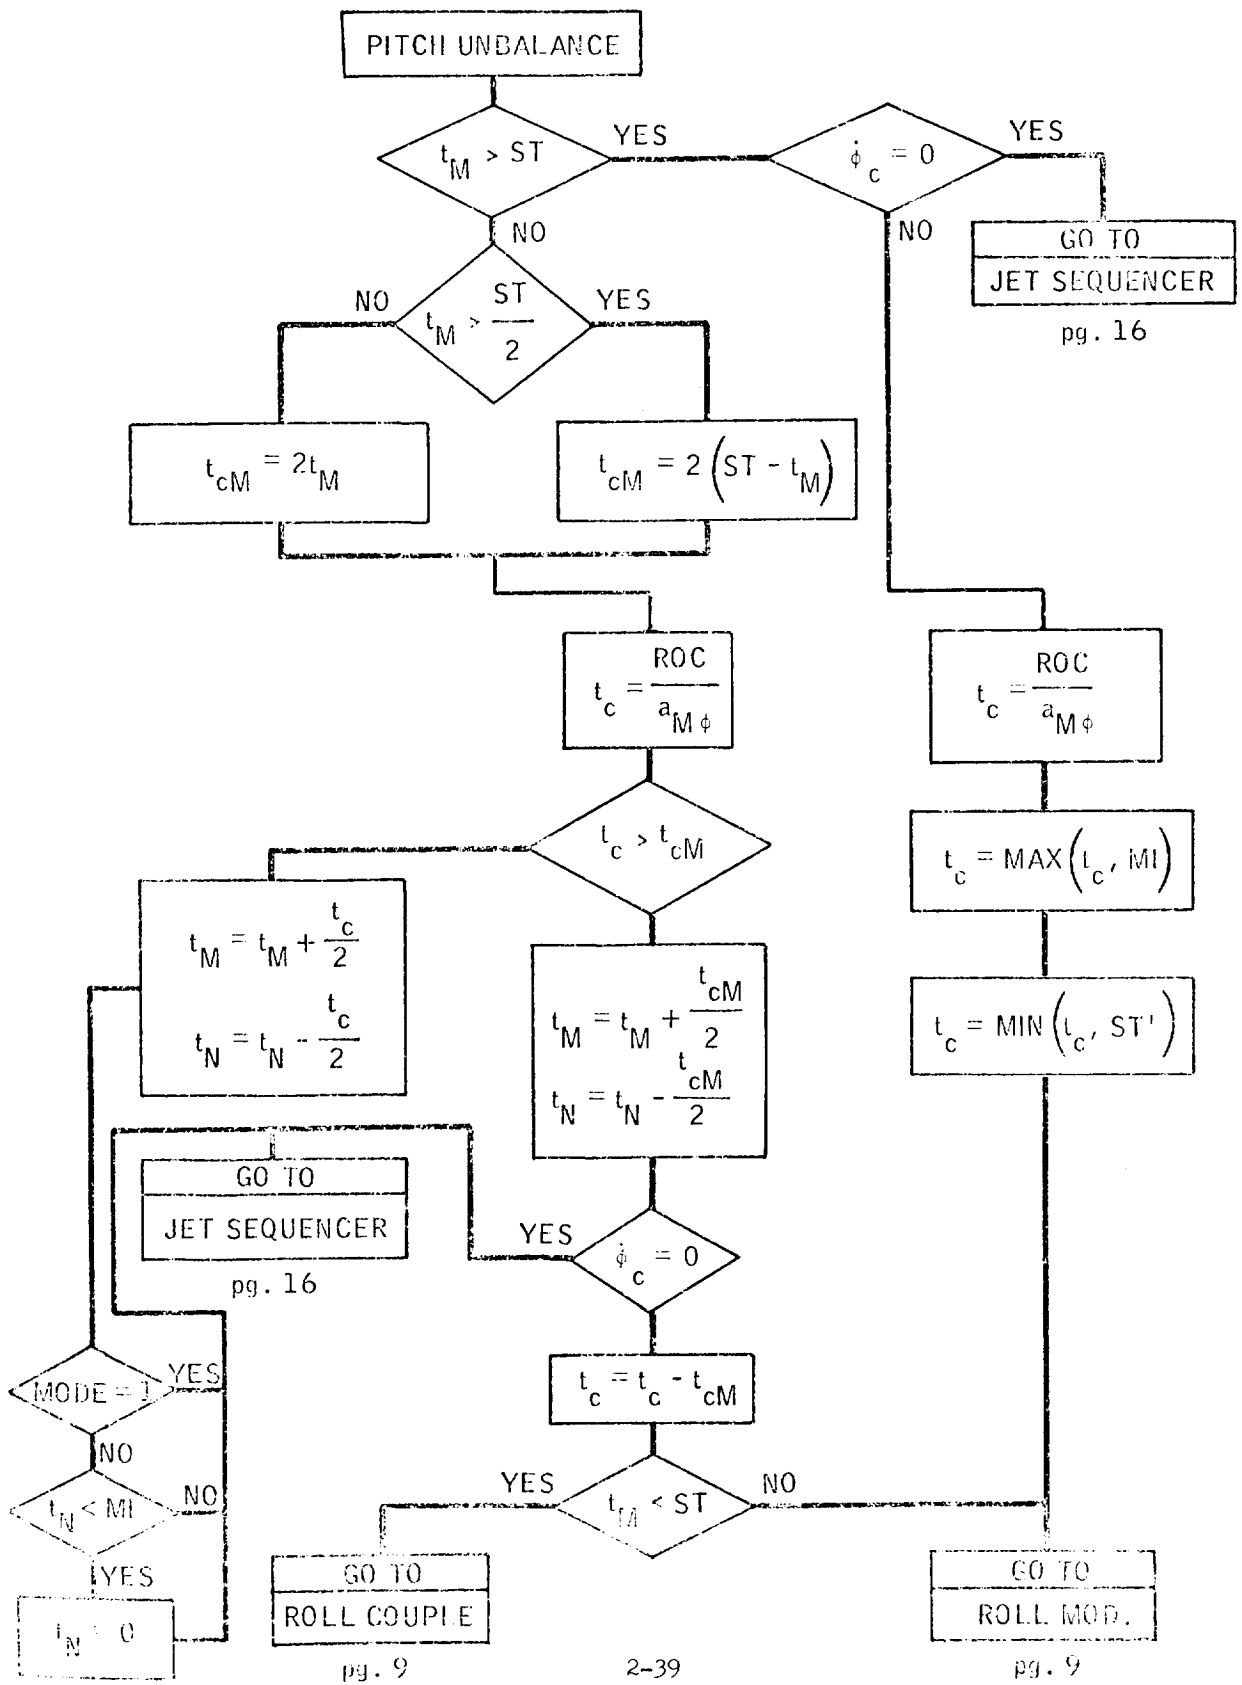 PITCH UNBALANCE
t_M > ST
YES
NO
φ̇_c = 0
YES
NO
GO TO
JET SEQUENCER
pg. 16
t_M > ST/2
NO
YES
t_cM = 2t_M
t_cM = 2(ST - t_M)
t_c = ROC/a_Mφ
t_c = ROC/a_Mφ
t_c > t_cM
t_c = MAX(t_c, MI)
t_M = t_M + t_c/2
t_N = t_N - t_c/2
t_M = t_M + t_cM/2
t_N = t_N - t_cM/2
t_c = MIN(t_c, ST')
GO TO
JET SEQUENCER
pg. 16
YES
φ̇_c = 0
MODE = 1
YES
NO
t_c = t_c - t_cM
t_N < MI
NO
YES
YES
t_M < ST
NO
t_N = 0
GO TO
ROLL COUPLE
pg. 9
GO TO
ROLL MOD.
pg. 9
2-39